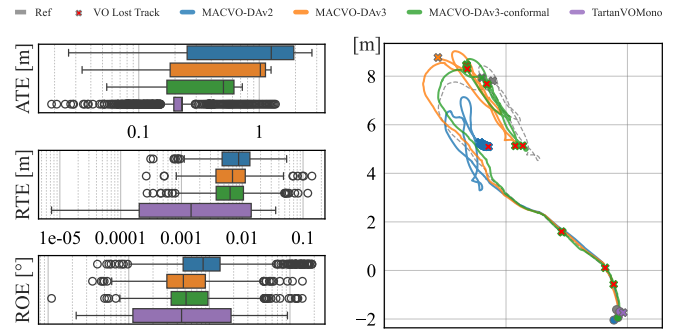 Ref VO Lost Track MACVO-DAv2 MACVO-DAv3 MACVO-DAv3-conformal TartanVOMono
ATE [m]
0.1 1
RTE [m]
1e-05 0.0001 0.001 0.01 0.1
ROE [°]
[m]
8
6
4
2
0
−2